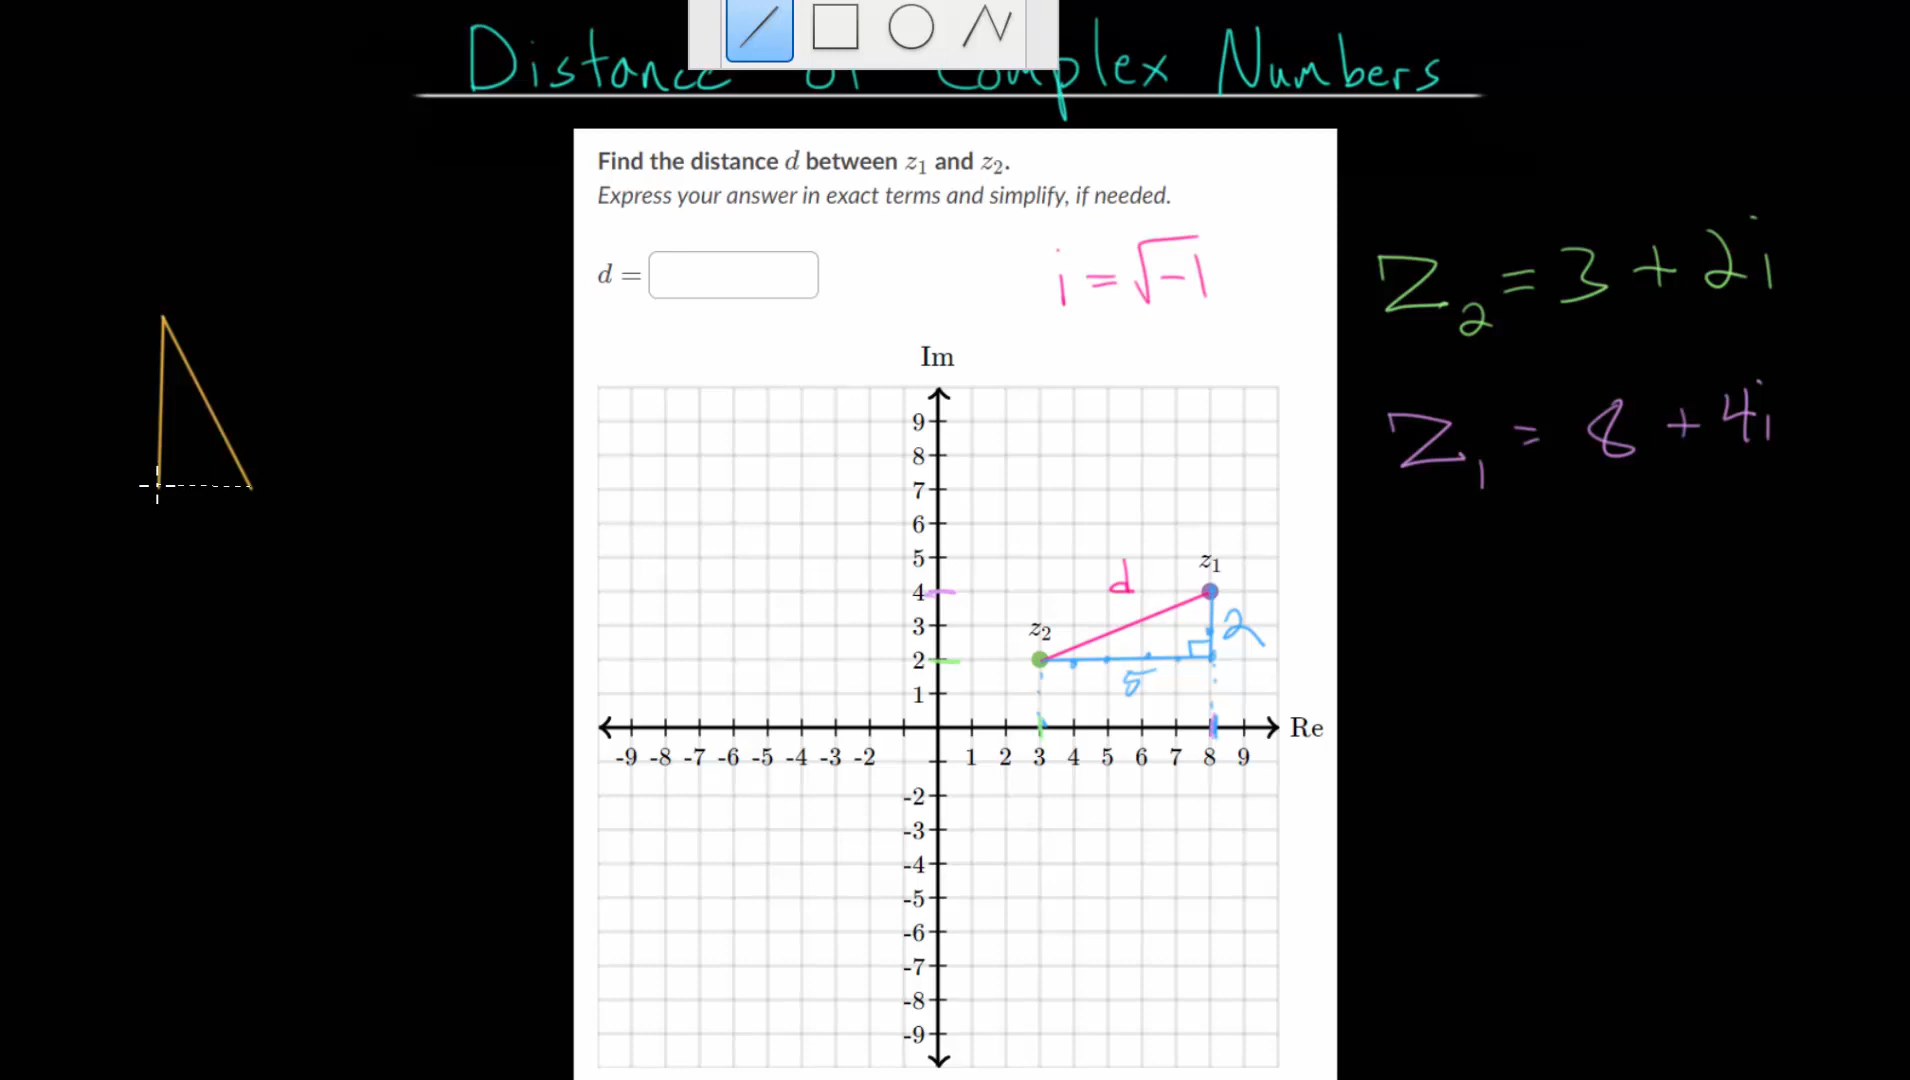 Distance of Complex Numbers
Find the distance d between z₁ and z₂.
Express your answer in exact terms and simplify, if needed.
d =
i = √-1
Z₂ = 3 + 2i
Z₁ = 8 + 4i
Im
9
8
7
6
5
4
3
2
1
z₁
d
z₂
2
5
Re
-9 -8 -7 -6 -5 -4 -3 -2 1 2 3 4 5 6 7 8 9
-2
-3
-4
-5
-6
-7
-8
-9